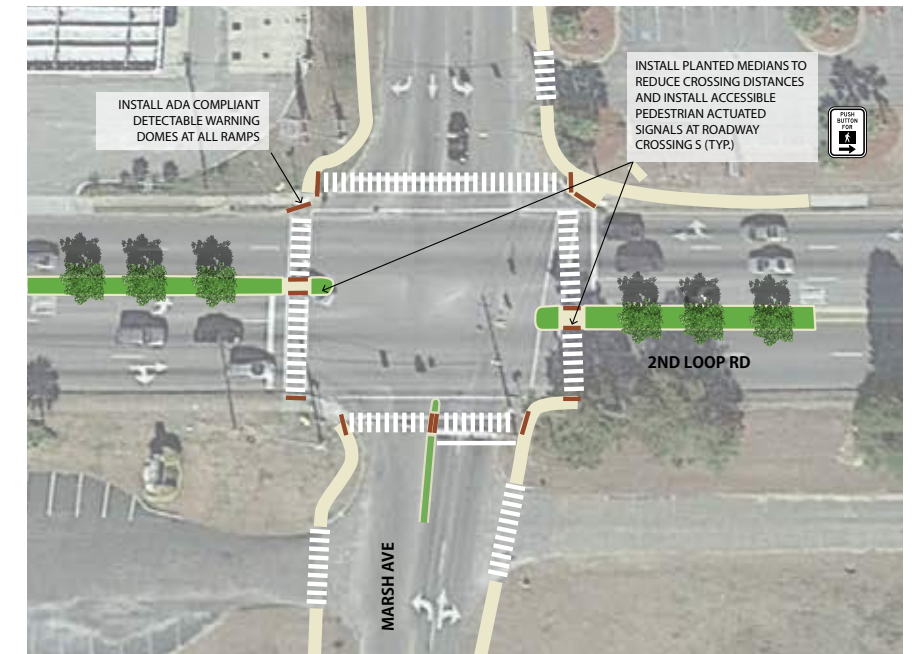 INSTALL ADA COMPLIANT
DETECTABLE WARNING
DOMES AT ALL RAMPS
INSTALL PLANTED MEDIANS TO
REDUCE CROSSING DISTANCES
AND INSTALL ACCESSIBLE
PEDESTRIAN ACTUATED
SIGNALS AT ROADWAY
CROSSING S (TYP.)
PUSH
BUTTON
FOR
2ND LOOP RD
MARSH AVE